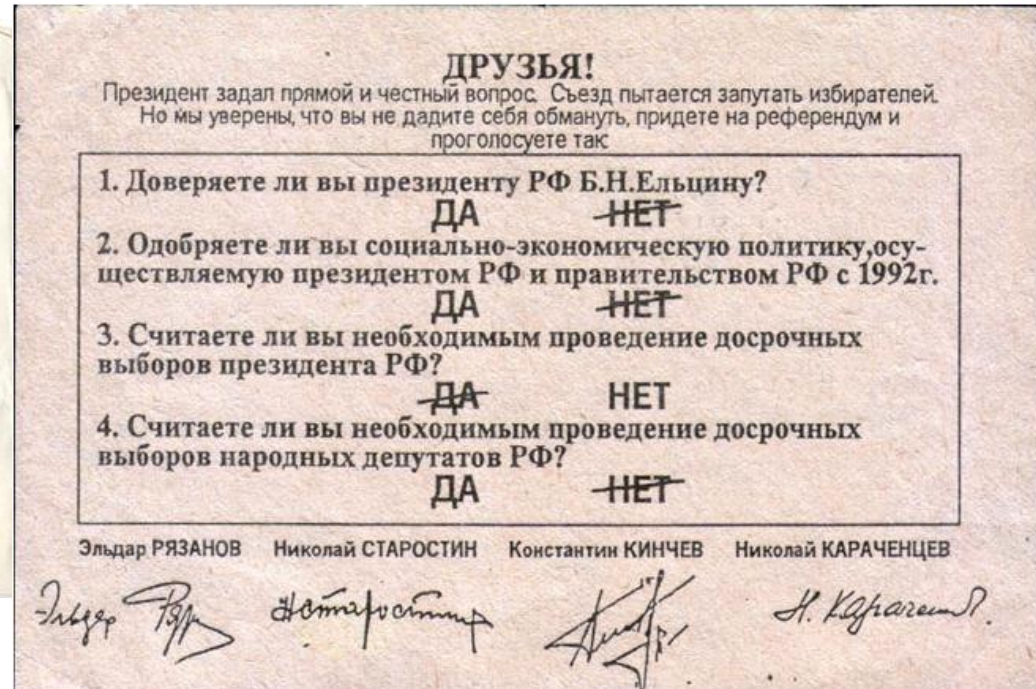 ДРУЗЬЯ!
Президент задал прямой и честный вопрос. Съезд пытается запутать избирателей.
Но мы уверены, что вы не дадите себя обмануть, придете на референдум и
проголосуете так:
1. Доверяете ли вы президенту РФ Б.Н.Ельцину?
ДА НЕТ
2. Одобряете ли вы социально-экономическую политику,осу-
ществляемую президентом РФ и правительством РФ с 1992г.
ДА НЕТ
3. Считаете ли вы необходимым проведение досрочных
выборов президента РФ?
ДА НЕТ
4. Считаете ли вы необходимым проведение досрочных
выборов народных депутатов РФ?
ДА НЕТ
Эльдар РЯЗАНОВ Николай СТАРОСТИН Константин КИНЧЕВ Николай КАРАЧЕНЦЕВ
Эльдар НСтаростин Н.